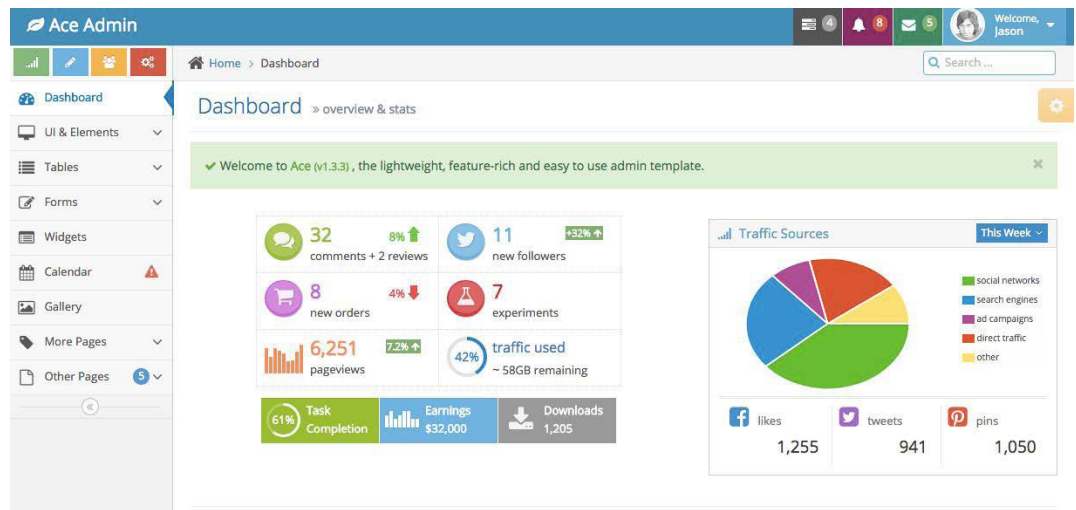 Ace Admin
4
8
5
Welcome,
Jason
Home > Dashboard
Search ...
Dashboard
UI & Elements
Tables
Forms
Widgets
Calendar
Gallery
More Pages
Other Pages 5
Dashboard » overview & stats
Welcome to Ace (v1.3.3) , the lightweight, feature-rich and easy to use admin template.
32 8%
comments + 2 reviews
11 +32%
new followers
8 4%
new orders
7
experiments
6,251 7.2%
pageviews
42%
traffic used
~ 58GB remaining
61%
Task
Completion
Earnings
$32,000
Downloads
1,205
Traffic Sources
This Week
social networks
search engines
ad campaigns
direct traffic
other
likes
1,255
tweets
941
pins
1,050